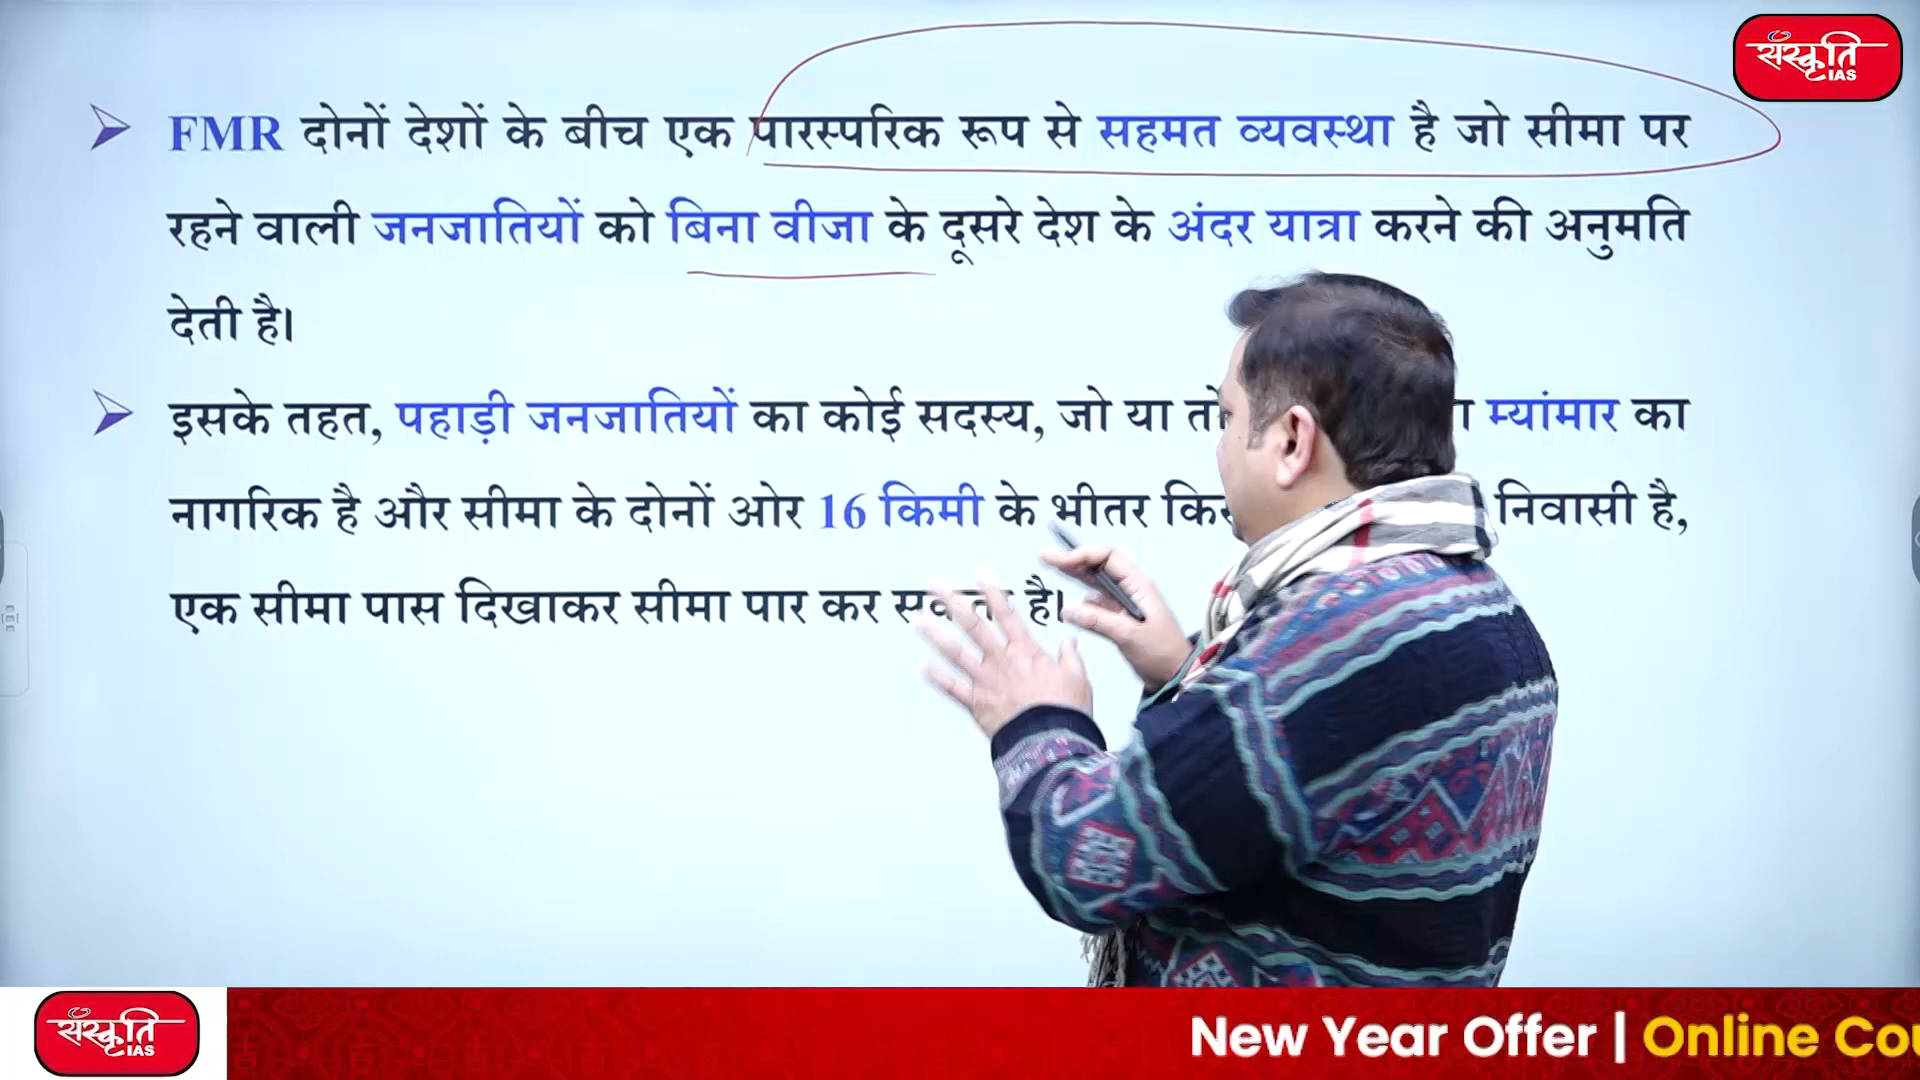 संस्कृति
IAS
FMR दोनों देशों के बीच एक पारस्परिक रूप से सहमत व्यवस्था है जो सीमा पर
रहने वाली जनजातियों को बिना वीजा के दूसरे देश के अंदर यात्रा करने की अनुमति
देती है।
इसके तहत, पहाड़ी जनजातियों का कोई सदस्य, जो या तो म्यांमार का
नागरिक है और सीमा के दोनों ओर 16 किमी के भीतर निवासी है,
एक सीमा पास दिखाकर सीमा पार कर है।
संस्कृति
IAS
New Year Offer | Online